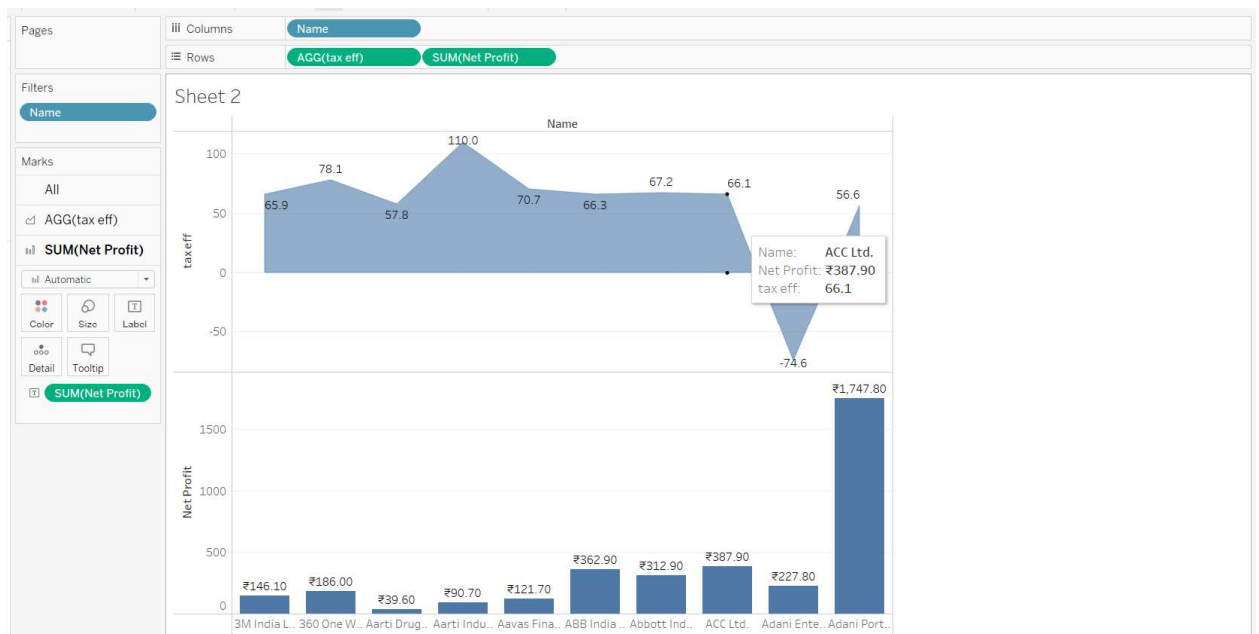 Pages
Columns
Name
Rows
AGG(tax eff)
SUM(Net Profit)
Filters
Name
Marks
All
AGG(tax eff)
SUM(Net Profit)
Automatic
Color
Size
Label
Detail
Tooltip
SUM(Net Profit)
Sheet 2
Name
tax eff
100
50
0
-50
65.9
78.1
57.8
110.0
70.7
66.3
67.2
66.1
-74.6
56.6
Name: ACC Ltd.
Net Profit: ₹387.90
tax eff: 66.1
Net Profit
1500
1000
500
0
₹146.10
₹186.00
₹39.60
₹90.70
₹121.70
₹362.90
₹312.90
₹387.90
₹227.80
₹1,747.80
3M India L.. 360 One W.. Aarti Drug.. Aarti Indu.. Aavas Fina.. ABB India .. Abbott Ind.. ACC Ltd. Adani Ente.. Adani Port..